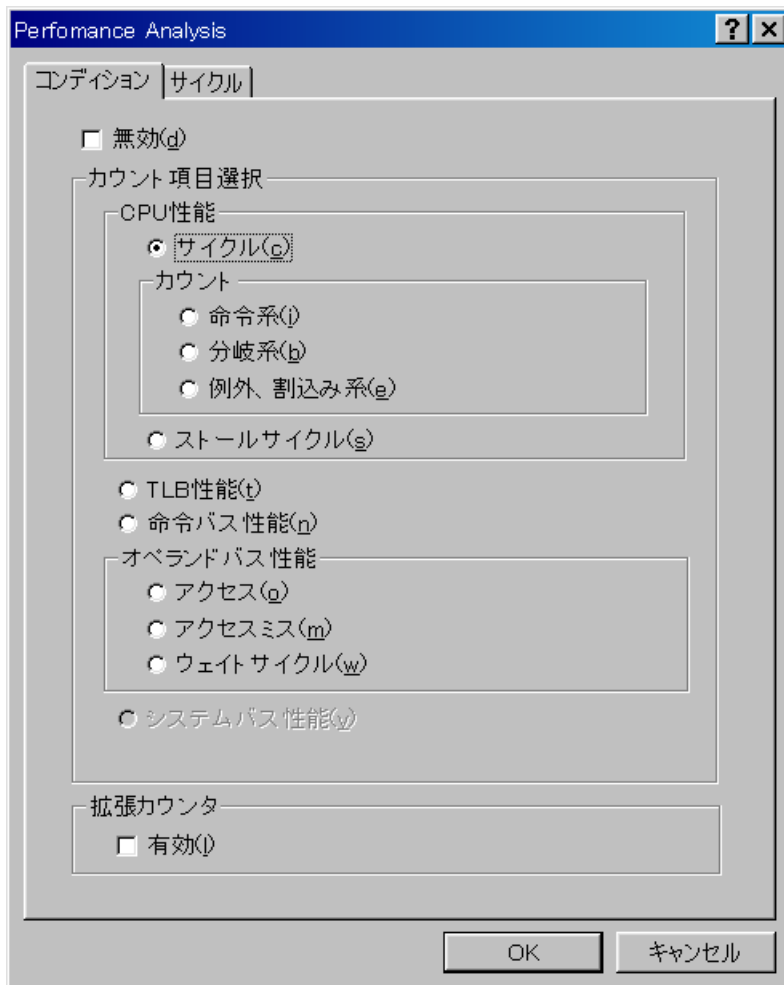 Perfomance Analysis
コンディション サイクル
無効(d)
カウント項目選択
CPU性能
サイクル(c)
カウント
命令系(i)
分岐系(b)
例外、割込み系(e)
ストールサイクル(s)
TLB性能(t)
命令バス性能(n)
オペランドバス性能
アクセス(o)
アクセスミス(m)
ウェイトサイクル(w)
システムバス性能(y)
拡張カウンタ
有効(l)
OK キャンセル